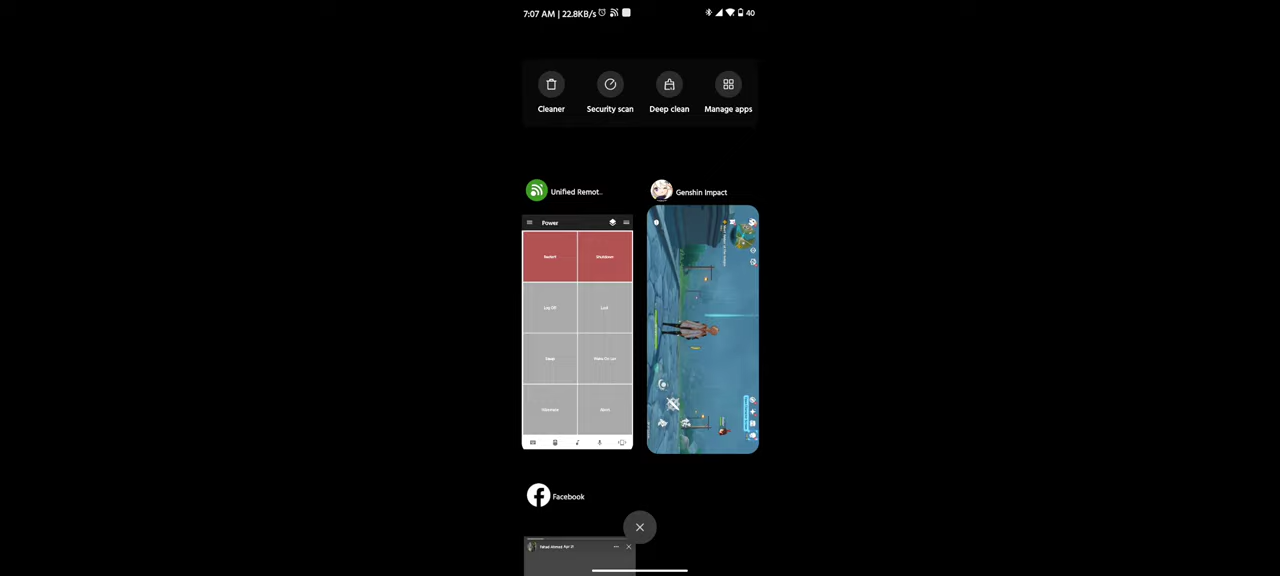 7:07 AM | 22.8KB/s
40
Cleaner
Security scan
Deep clean
Manage apps
Unified Remot..
Genshin Impact
Power
Restart
Shutdown
Log Off
Lock
Sleep
Hibernate
Abort
Facebook